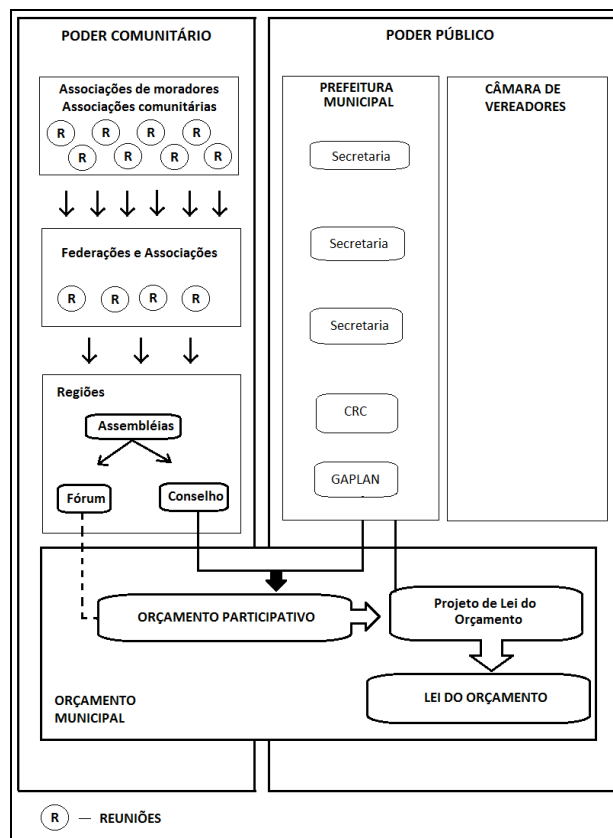 PODER COMUNITÁRIO
Associações de moradores
Associações comunitárias
R R R R
R R R R
Federações e Associações
R R R R
Regiões
Assembléias
Fórum
Conselho
PODER PÚBLICO
PREFEITURA
MUNICIPAL
Secretaria
Secretaria
Secretaria
CRC
GAPLAN
CÂMARA DE
VEREADORES
ORÇAMENTO PARTICIPATIVO
Projeto de Lei do
Orçamento
LEI DO ORÇAMENTO
ORÇAMENTO
MUNICIPAL
R — REUNIÕES